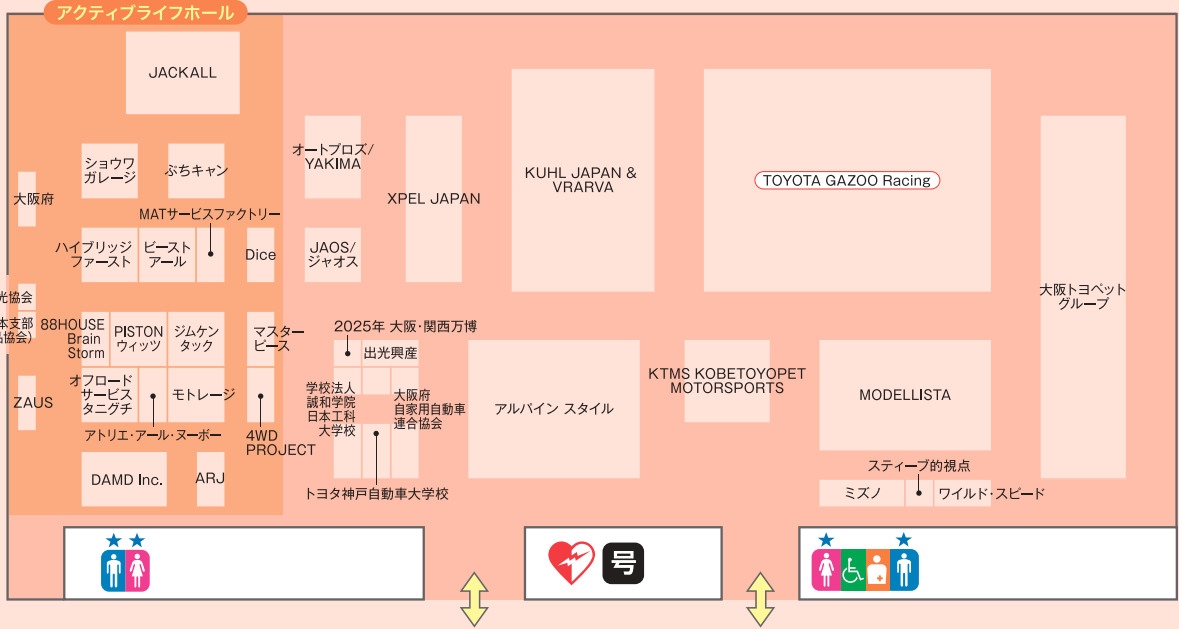 アクティブライフホール
JACKALL
ショウワ
ガレージ
ぷちキャン
大阪府
MATサービスファクトリー
ハイブリッジ
ファースト
ビースト
アール
Dice
オートプロズ/
YAKIMA
JAOS/
ジャオス
XPEL JAPAN
KUHL JAPAN &
VRARVA
TOYOTA GAZOO Racing
大阪トヨペット
グループ
光協会
本支部
協会)
88HOUSE
Brain
Storm
PISTON
ウィッツ
ジムケン
タック
マスター
ピース
ZAUS
オフロード
サービス
タニグチ
モトレージ
アトリエ・アール・ヌーボー
4WD
PROJECT
DAMD Inc.
ARJ
2025年 大阪・関西万博
出光興産
学校法人
誠和学院
日本工科
大学校
大阪府
自家用自動車
連合協会
トヨタ神戸自動車大学校
アルパイン スタイル
KTMS KOBETOYOPET
MOTORSPORTS
MODELLISTA
スティーブ的視点
ミズノ
ワイルド・スピード
号